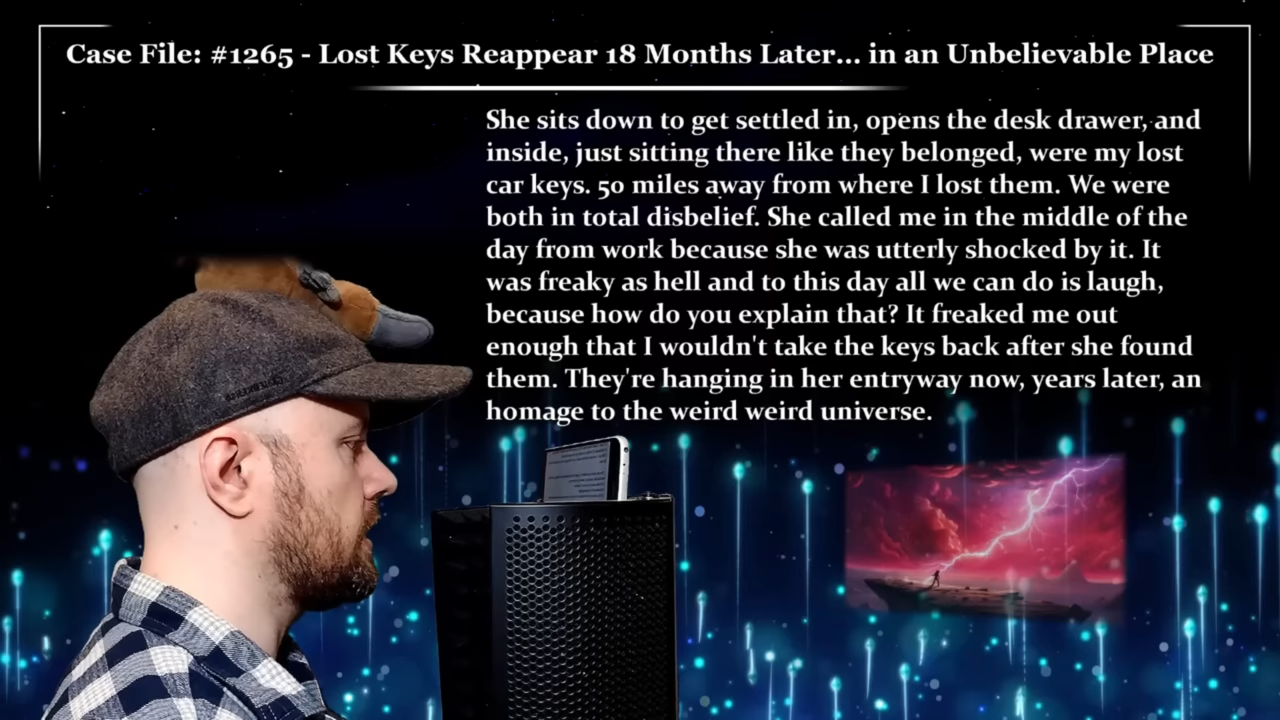 Case File: #1265 - Lost Keys Reappear 18 Months Later... in an Unbelievable Place
She sits down to get settled in, opens the desk drawer, and
inside, just sitting there like they belonged, were my lost
car keys. 50 miles away from where I lost them. We were
both in total disbelief. She called me in the middle of the
day from work because she was utterly shocked by it. It
was freaky as hell and to this day all we can do is laugh,
because how do you explain that? It freaked me out
enough that I wouldn't take the keys back after she found
them. They're hanging in her entryway now, years later, an
homage to the weird weird universe.